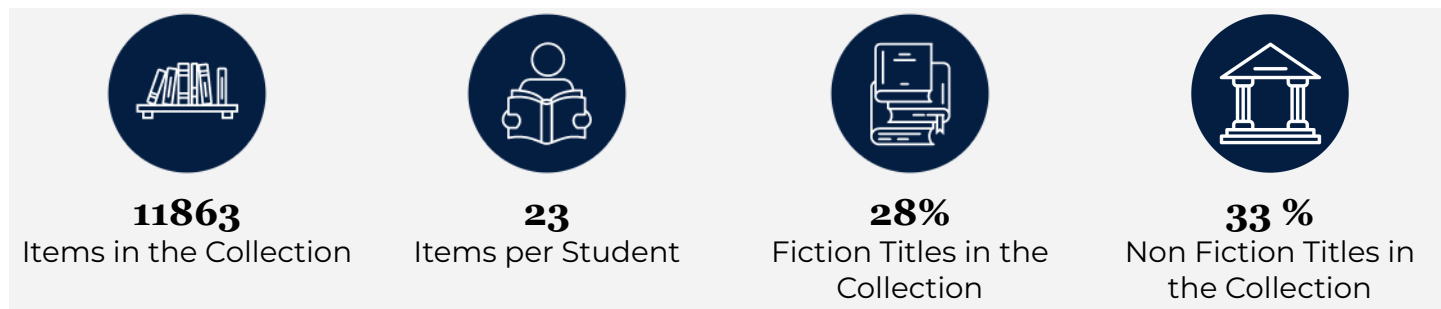 11863
Items in the Collection
23
Items per Student
28%
Fiction Titles in the
Collection
33 %
Non Fiction Titles in
the Collection